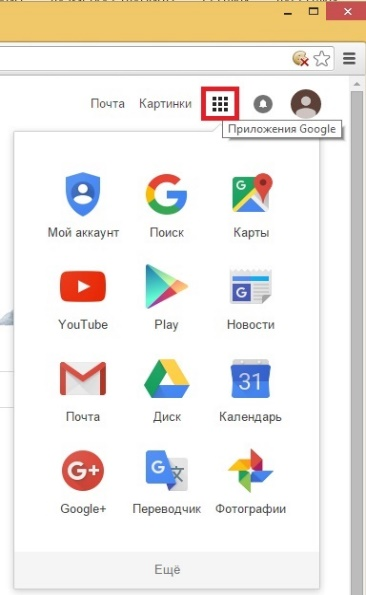 Почта Картинки
Приложения Google
Мой аккаунт Поиск Карты
YouTube Play Новости
31
Почта Диск Календарь
Google+ Переводчик Фотографии
Ещё